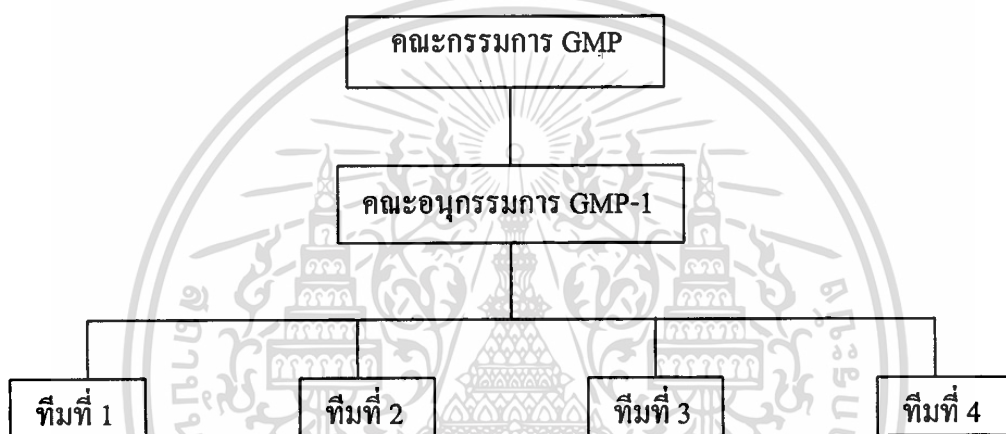 คณะกรรมการ GMP
คณะอนุกรรมการ GMP-1
ทีมที่ 1
ทีมที่ 2
ทีมที่ 3
ทีมที่ 4